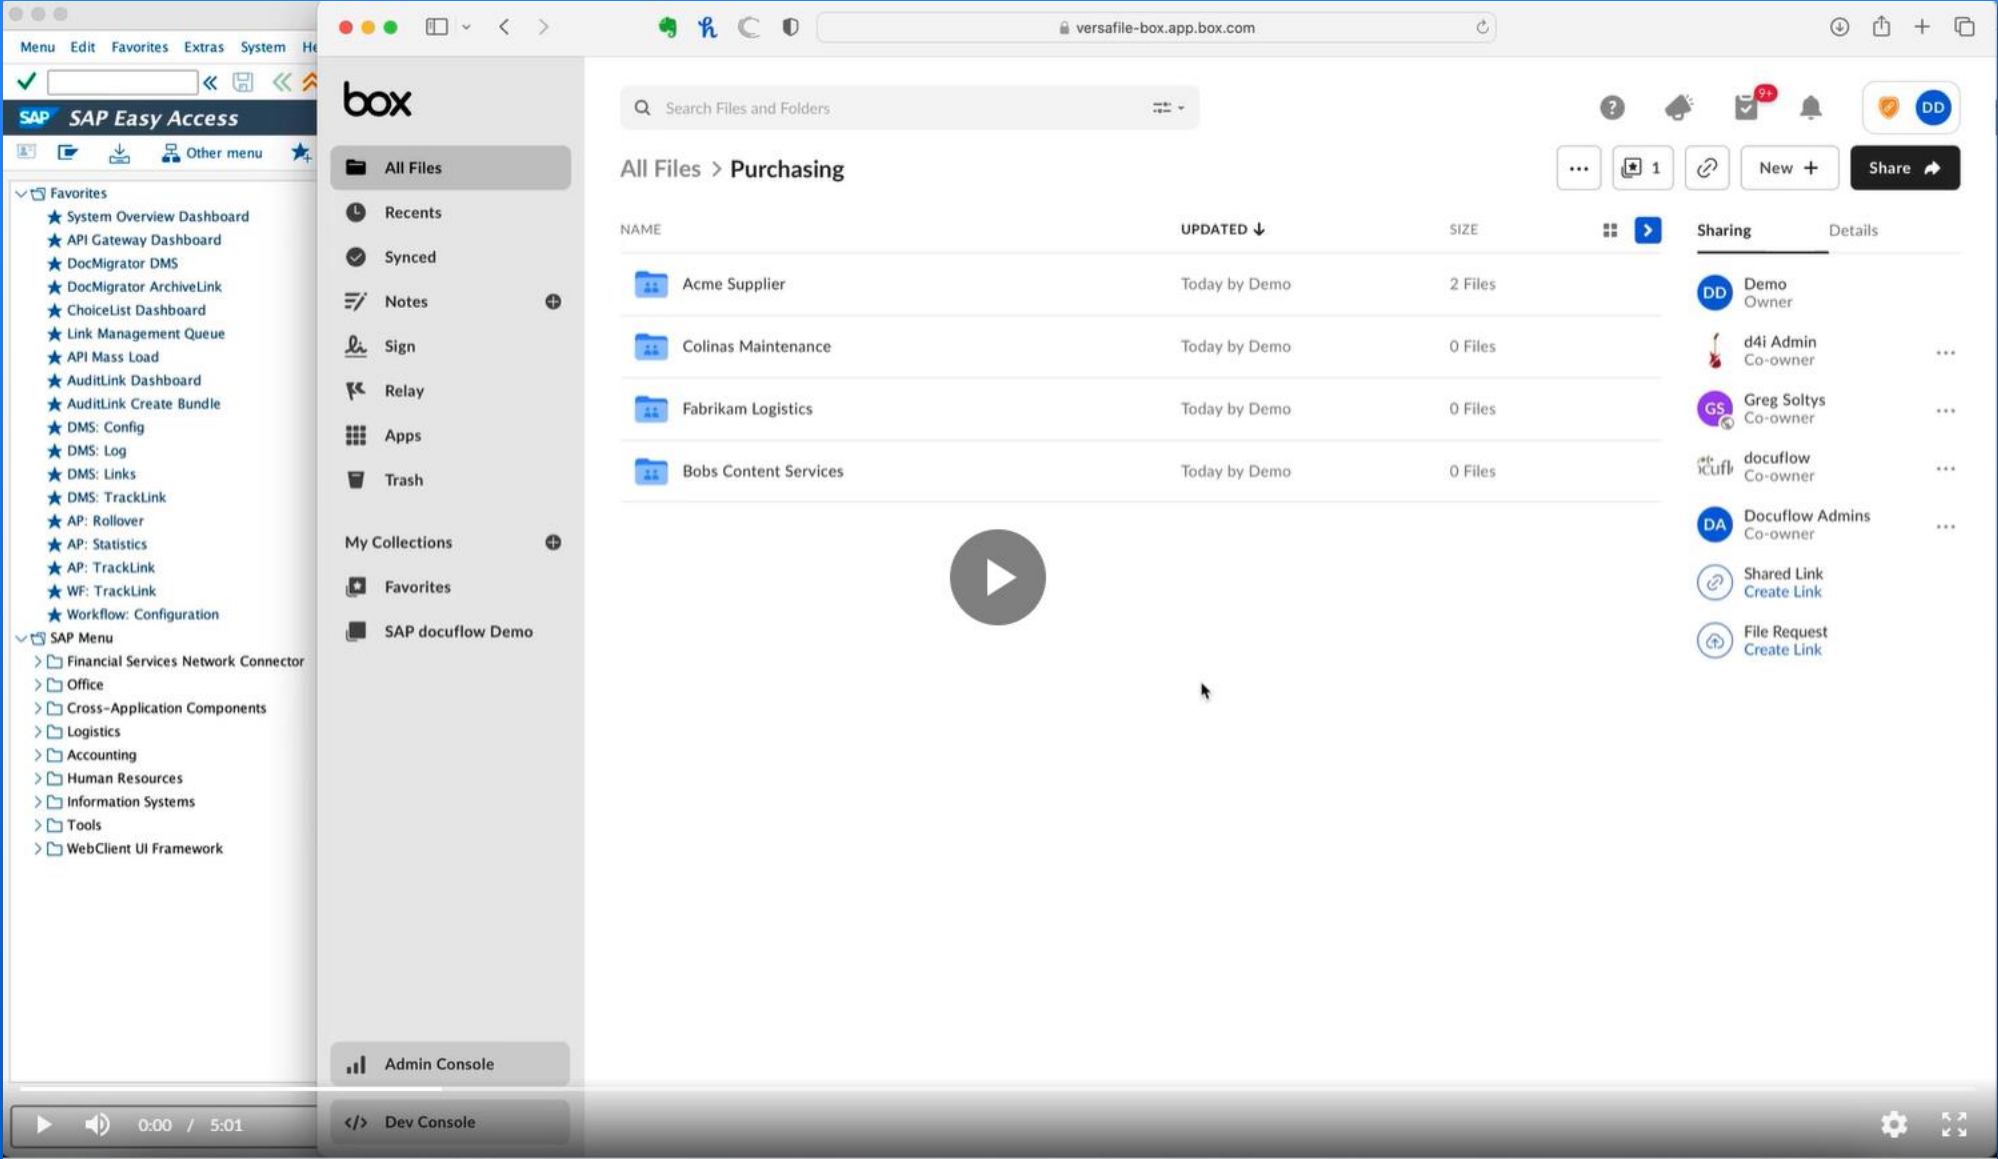 Menu Edit Favorites Extras System He
SAP SAP Easy Access
Other menu
Favorites
System Overview Dashboard
API Gateway Dashboard
DocMigrator DMS
DocMigrator ArchiveLink
ChoiceList Dashboard
Link Management Queue
API Mass Load
AuditLink Dashboard
AuditLink Create Bundle
DMS: Config
DMS: Log
DMS: Links
DMS: TrackLink
AP: Rollover
AP: Statistics
AP: TrackLink
WF: TrackLink
Workflow: Configuration
SAP Menu
Financial Services Network Connector
Office
Cross-Application Components
Logistics
Accounting
Human Resources
Information Systems
Tools
WebClient UI Framework
versafile-box.app.box.com
box
All Files
Recents
Synced
Notes
Sign
Relay
Apps
Trash
My Collections
Favorites
SAP docuflow Demo
Admin Console
Dev Console
Search Files and Folders
9+
DD
All Files > Purchasing
1
New +
Share
NAME UPDATED SIZE
Acme Supplier Today by Demo 2 Files
Colinas Maintenance Today by Demo 0 Files
Fabrikam Logistics Today by Demo 0 Files
Bobs Content Services Today by Demo 0 Files
Sharing Details
DD Demo
Owner
d4i Admin
Co-owner
GS Greg Soltys
Co-owner
docuflow
Co-owner
DA Docuflow Admins
Co-owner
Shared Link
Create Link
File Request
Create Link
0:00 / 5:01